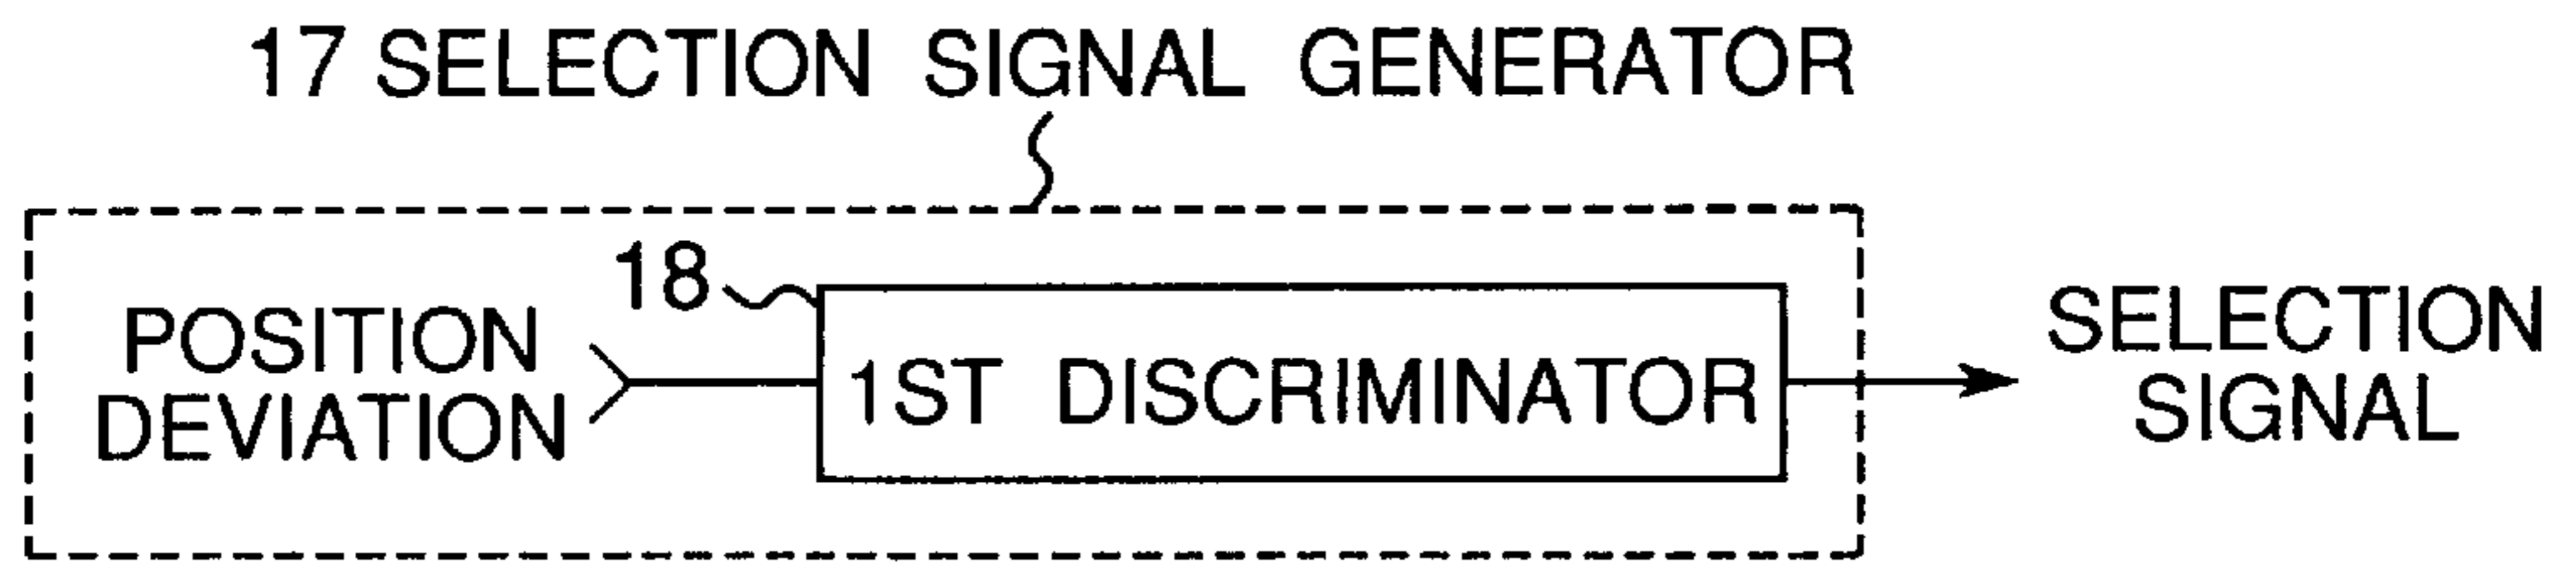 17 SELECTION SIGNAL GENERATOR
18
POSITION
DEVIATION
1ST DISCRIMINATOR
SELECTION
SIGNAL